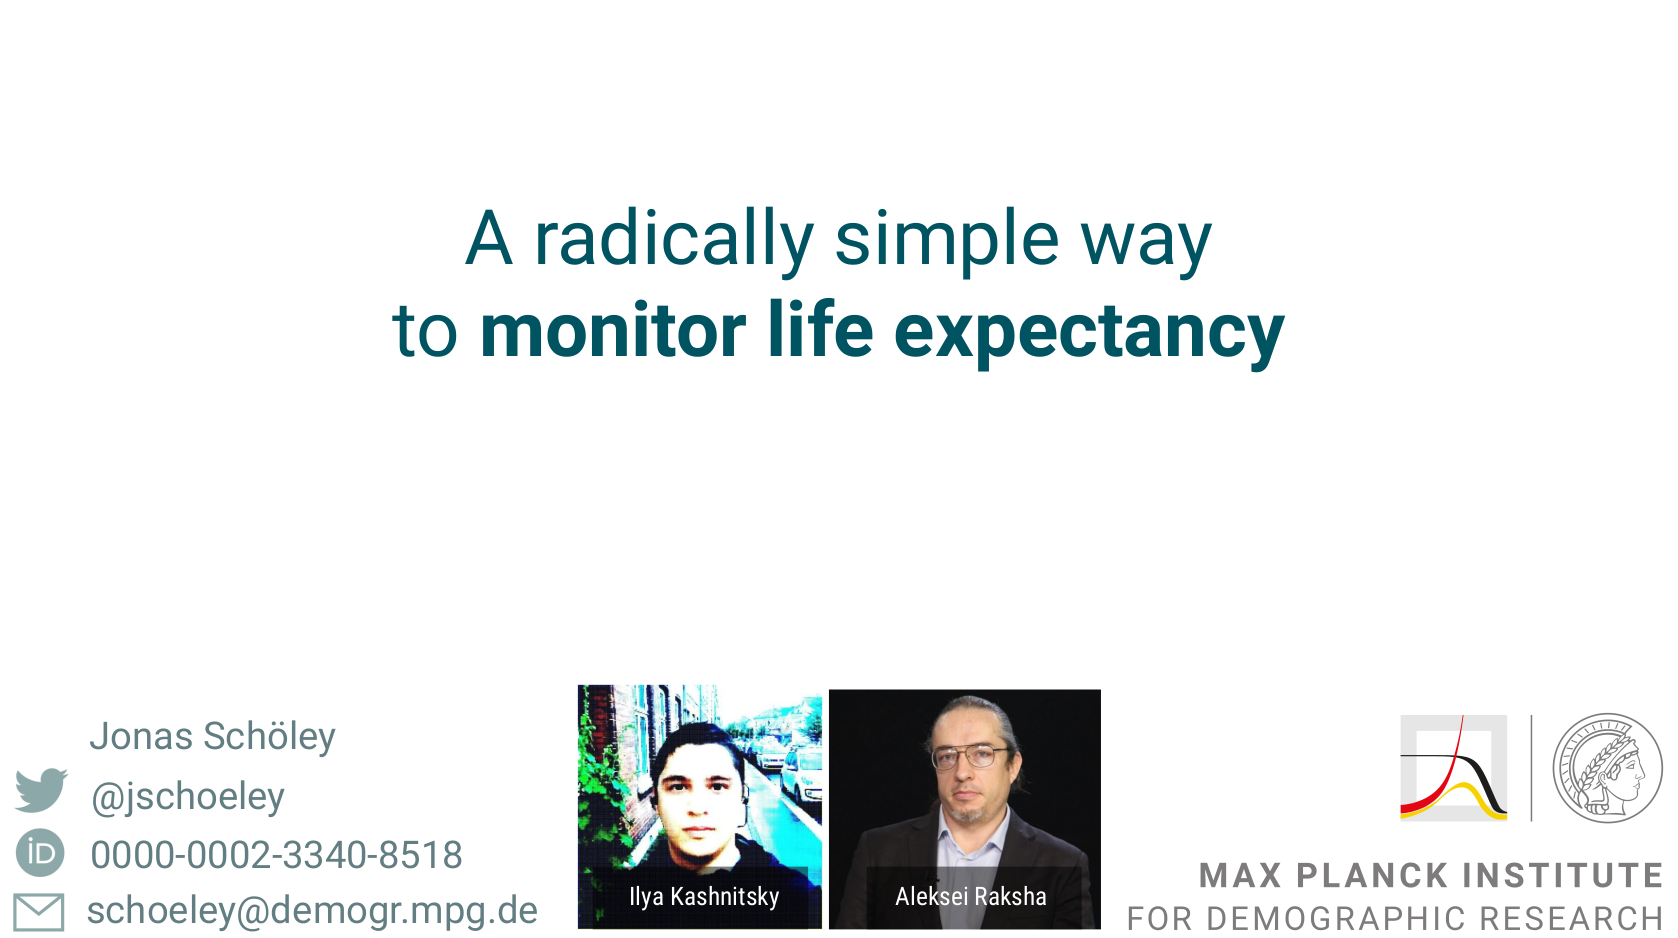 A radically simple way
to monitor life expectancy
Jonas Schöley
@jschoeley
iD
0000-0002-3340-8518
schoeley@demogr.mpg.de
Ilya Kashnitsky
Aleksei Raksha
MAX PLANCK INSTITUTE
FOR DEMOGRAPHIC RESEARCH